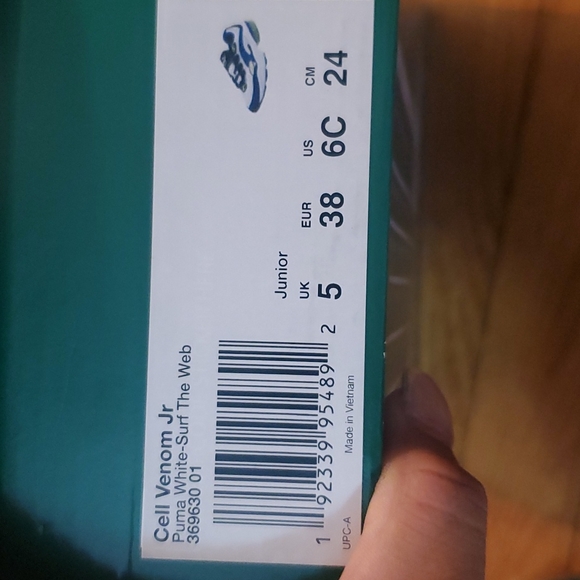 Cell Venom Jr
Puma White-Surf The Web
369630 01
1 92339 95489 2
UPC-A
Made in Vietnam
Junior
UK EUR US CM
5 38 6C 24